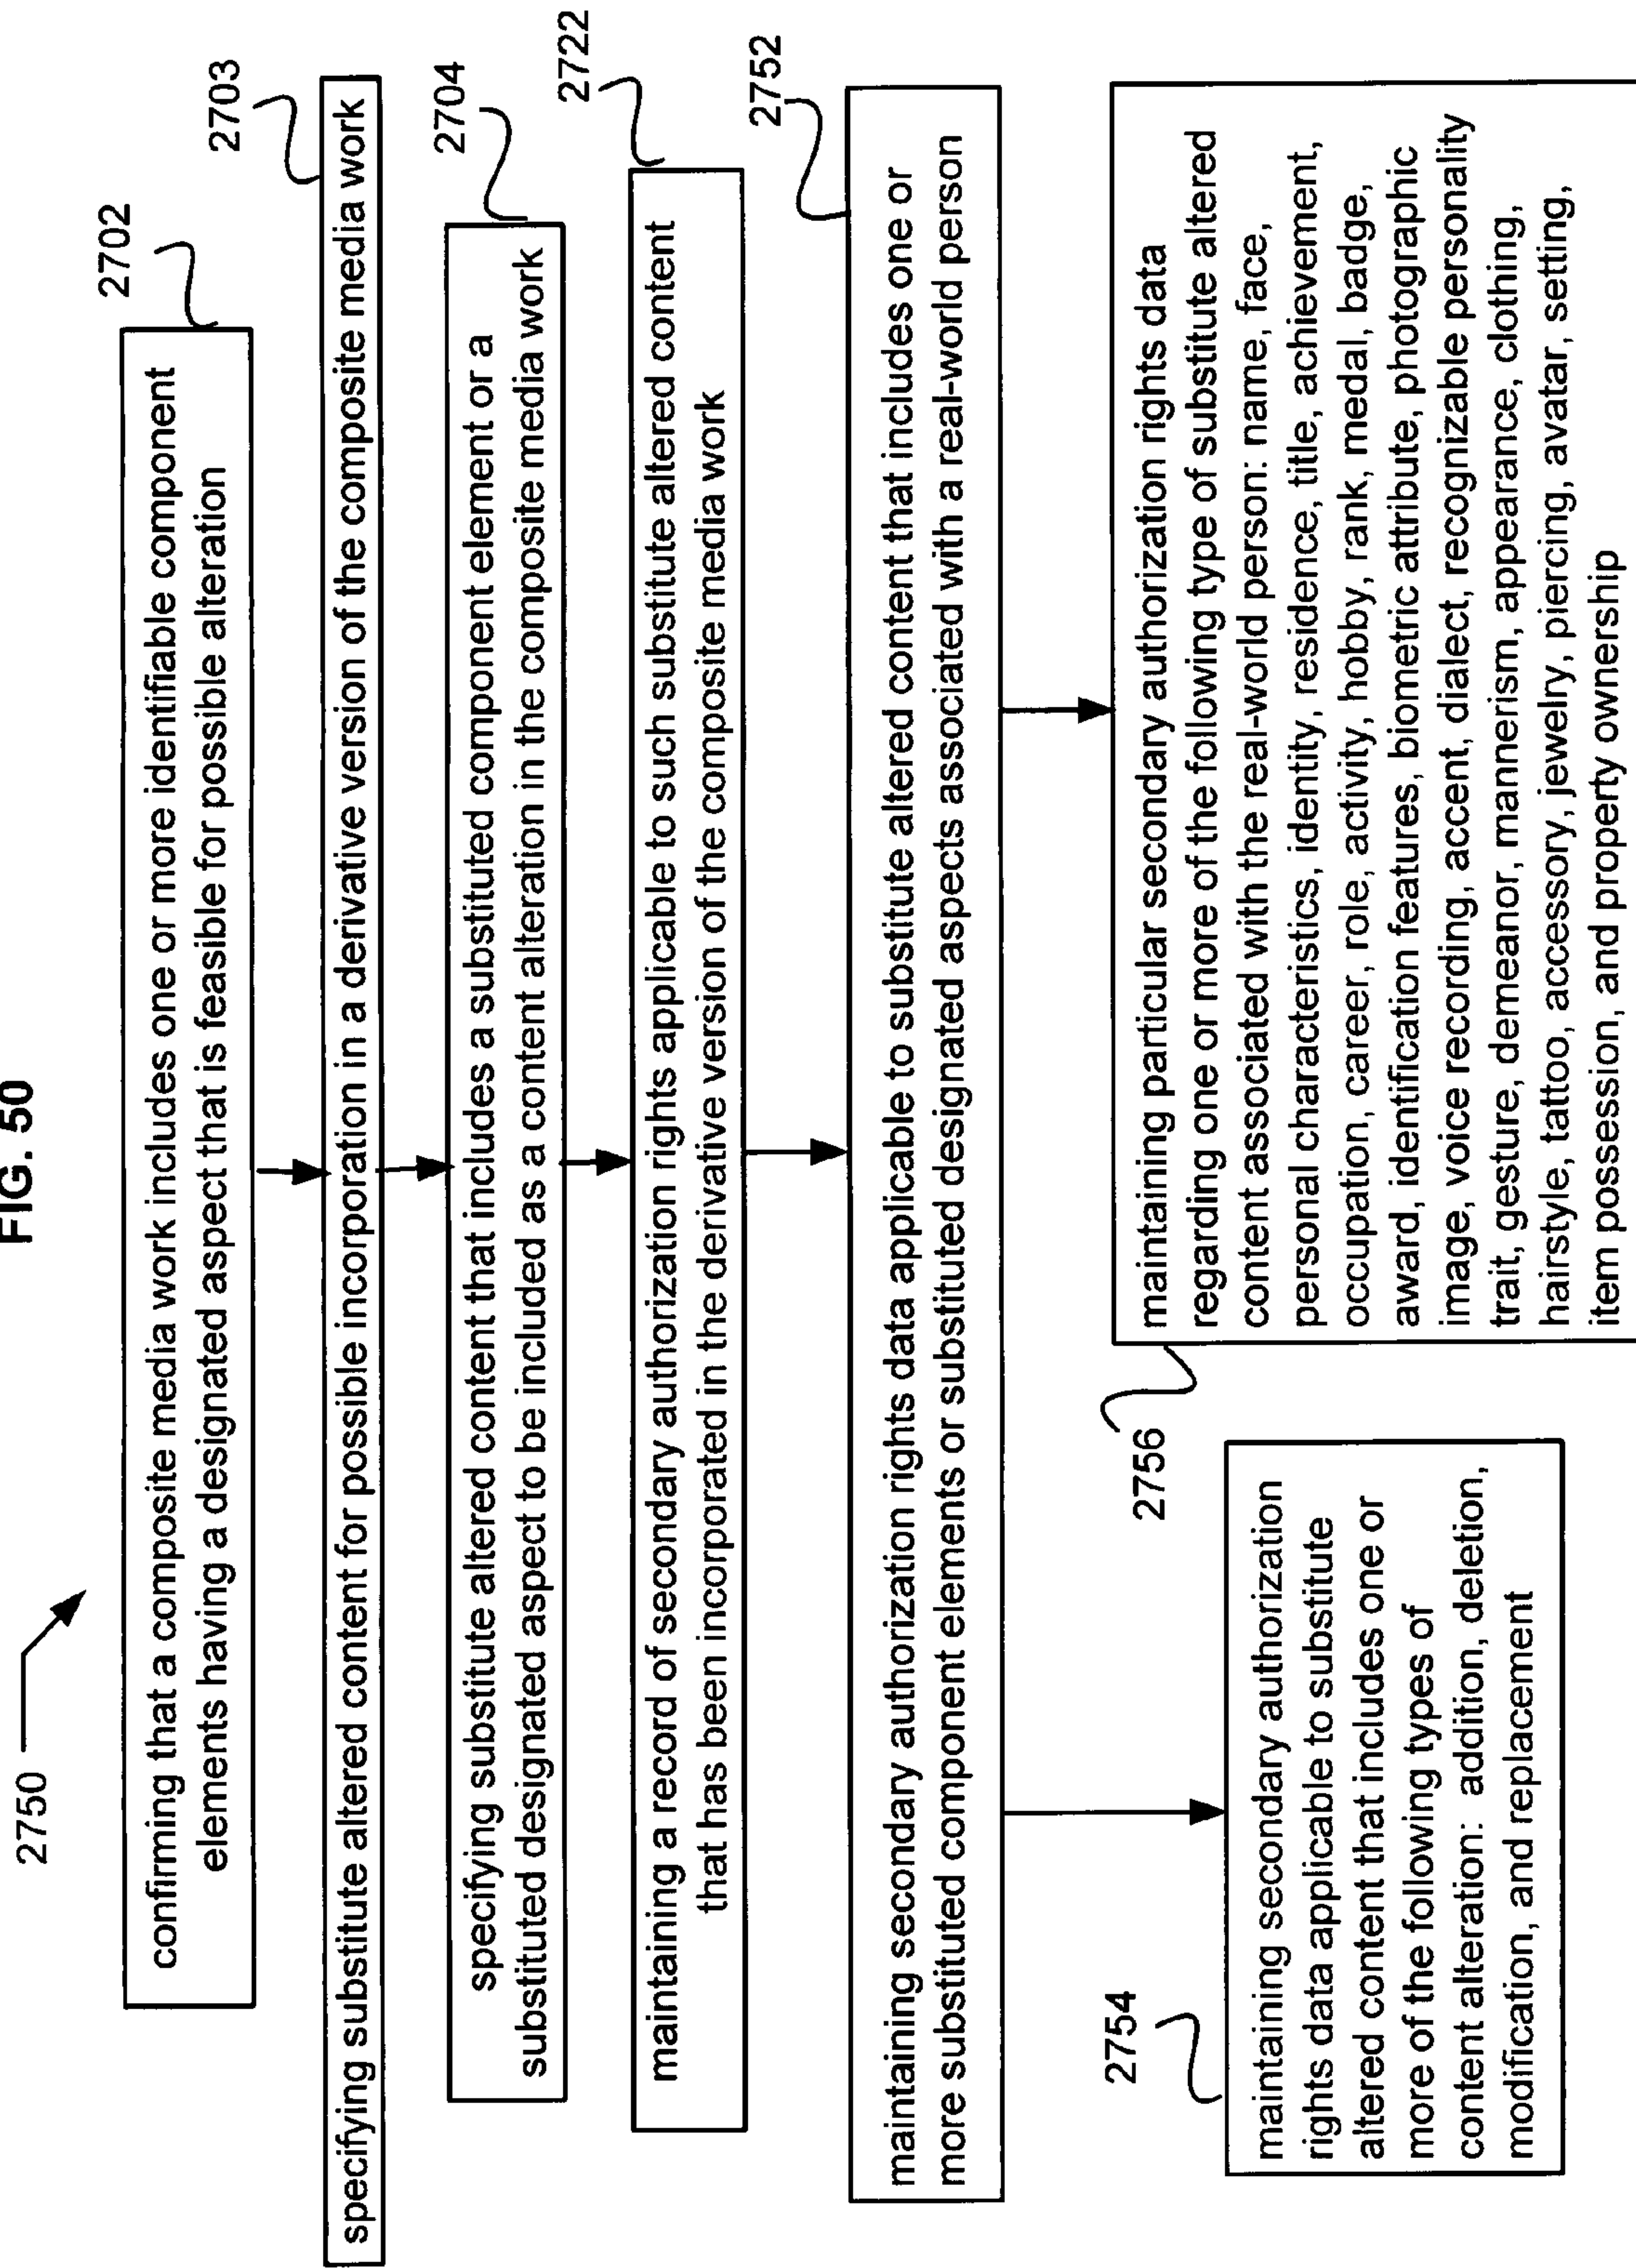 FIG. 50
2750
2702
confirming that a composite media work includes one or more identifiable component
elements having a designated aspect that is feasible for possible alteration
2703
specifying substitute altered content for possible incorporation in a derivative version of the composite media work
2704
specifying substitute altered content that includes a substituted component element or a
substituted designated aspect to be included as a content alteration in the composite media work
2722
maintaining a record of secondary authorization rights applicable to such substitute altered content
that has been incorporated in the derivative version of the composite media work
2752
maintaining secondary authorization rights data applicable to substitute altered content that includes one or
more substituted component elements or substituted designated aspects associated with a real-world person
2754
maintaining secondary authorization
rights data applicable to substitute
altered content that includes one or
more of the following types of
content alteration: addition, deletion,
modification, and replacement
2756
maintaining particular secondary authorization rights data
regarding one or more of the following type of substitute altered
content associated with the real-world person: name, face,
personal characteristics, identity, residence, title, achievement,
occupation, career, role, activity, hobby, rank, medal, badge,
award, identification features, biometric attribute, photographic
image, voice recording, accent, dialect, recognizable personality
trait, gesture, demeanor, mannerism, appearance, clothing,
hairstyle, tattoo, accessory, jewelry, piercing, avatar, setting,
item possession, and property ownership